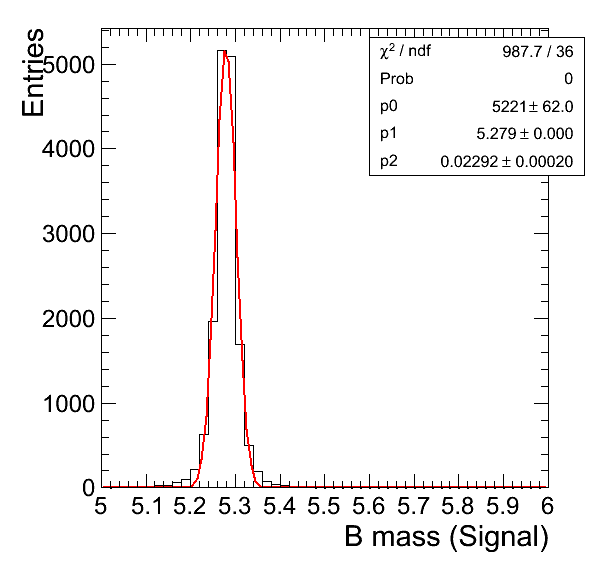 Entries
5000
4000
3000
2000
1000
0
χ² / ndf 987.7 / 36
Prob 0
p0 5221 ± 62.0
p1 5.279 ± 0.000
p2 0.02292 ± 0.00020
5 5.1 5.2 5.3 5.4 5.5 5.6 5.7 5.8 5.9 6
B mass (Signal)